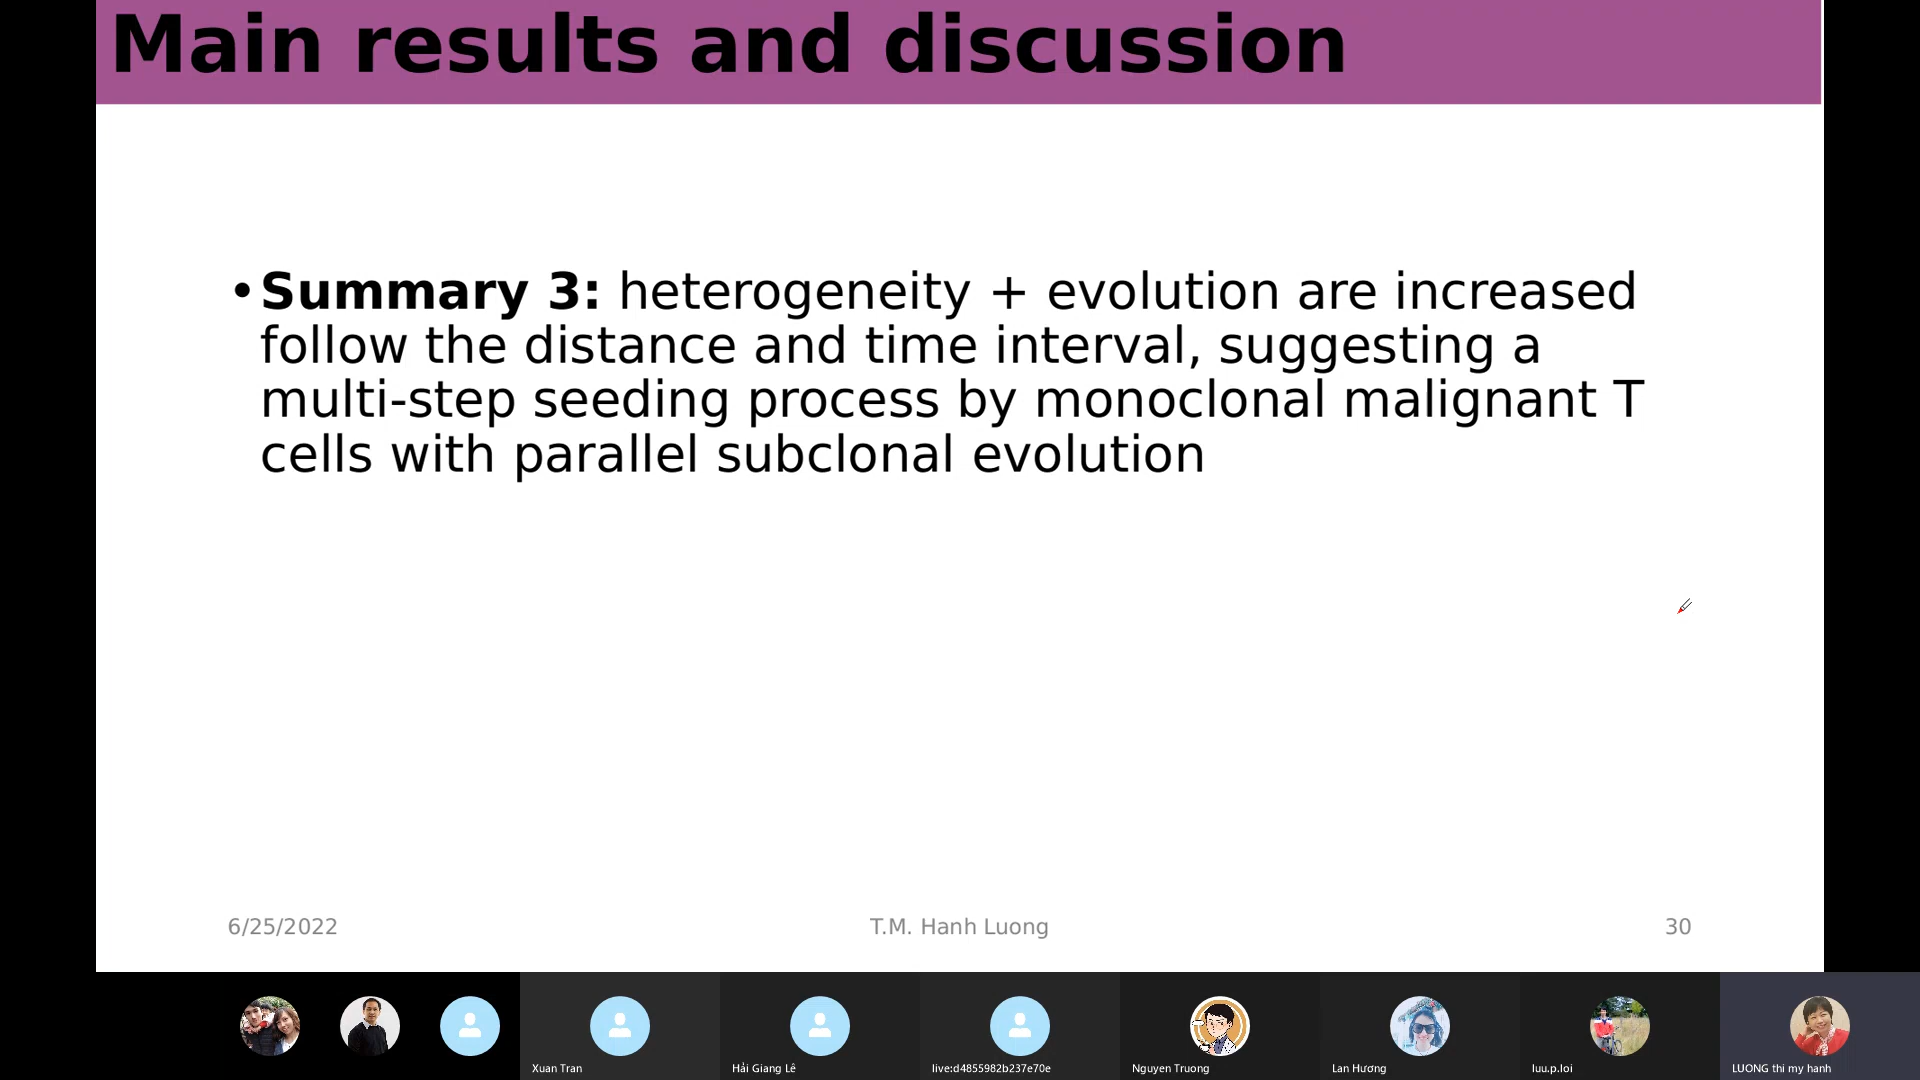 Main results and discussion
•Summary 3: heterogeneity + evolution are increased
follow the distance and time interval, suggesting a
multi-step seeding process by monoclonal malignant T
cells with parallel subclonal evolution
6/25/2022
T.M. Hanh Luong
30
Xuan Tran
Hải Giang Lê
live:d4855982b237e70e
Nguyen Truong
Lan Hương
luu.p.loi
LUONG thi my hanh